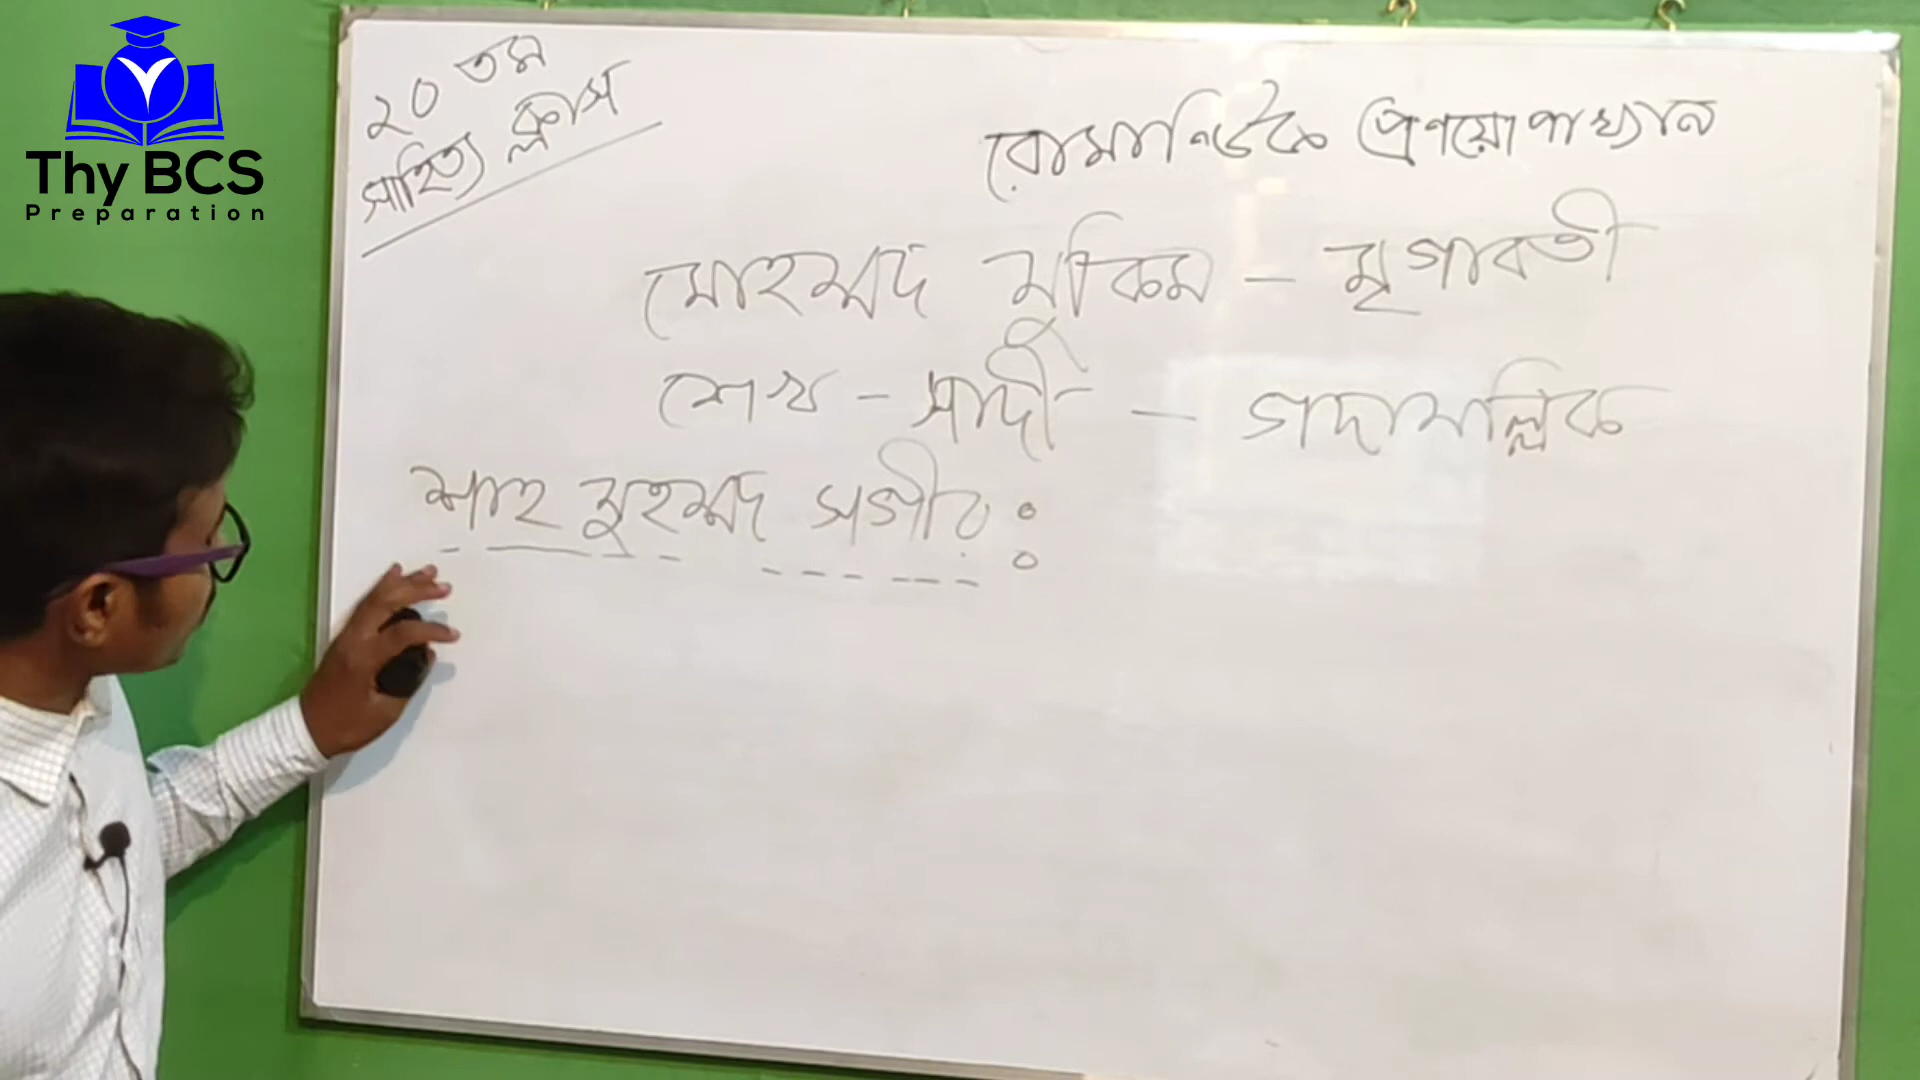 Thy BCS
Preparation
২০ তম
সাহিত্য ক্লাস
রোমান্টিক প্রণয়োপাখ্যান
মোহম্মদ মুকিম - মৃগাবতী
শেখ - সাদী - গদামল্লিক
শাহ মুহম্মদ সগীর :